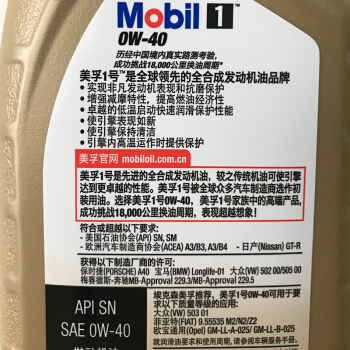 Mobil 1
0W-40
历经中国境内真实路测考验，
成功挑战18,000公里换油周期*
美孚1号™是全球领先的全合成发动机油品牌
• 实现非凡发动机表现和抗磨保护
• 增强减摩特性，提高燃油经济性
• 卓越的低温启动快速润滑保护性能
• 使引擎表现如新
• 使引擎保持清洁
• 引擎内高温运作时提供保护
美孚官网 mobiloil.com.cn
美孚1号是先进的全合成发动机油，较之传统机油可使引擎
达到更卓越的性能。美孚1号被全球众多汽车制造商选作初
装用油。选择美孚1号0W-40，美孚1号家族中的高端产品，
成功挑战18,000公里换油周期，表现超越想象！
符合或超越以下要求：
- 美国石油协会(API) SN, SM
- 欧洲汽车制造商协会(ACEA) A3/B3, A3/B4 - 日产(Nissan) GT-R
获得以下制造商的许可：
保时捷(PORSCHE) A40 宝马(BMW) Longlife-01 大众(VW) 502 00/505 00
梅赛德斯-奔驰MB-Approval 229.3/MB-Approval 229.5
API SN
SAE 0W-40
埃克森美孚推荐，美孚1号0W-40可用于要求以下级别的应用：
大众(VW) 503 01
菲亚特(FIAT) 9.55535 M2/N2/Z2
欧宝通用(Opel) GM-LL-A-025/ GM-LL-B-025